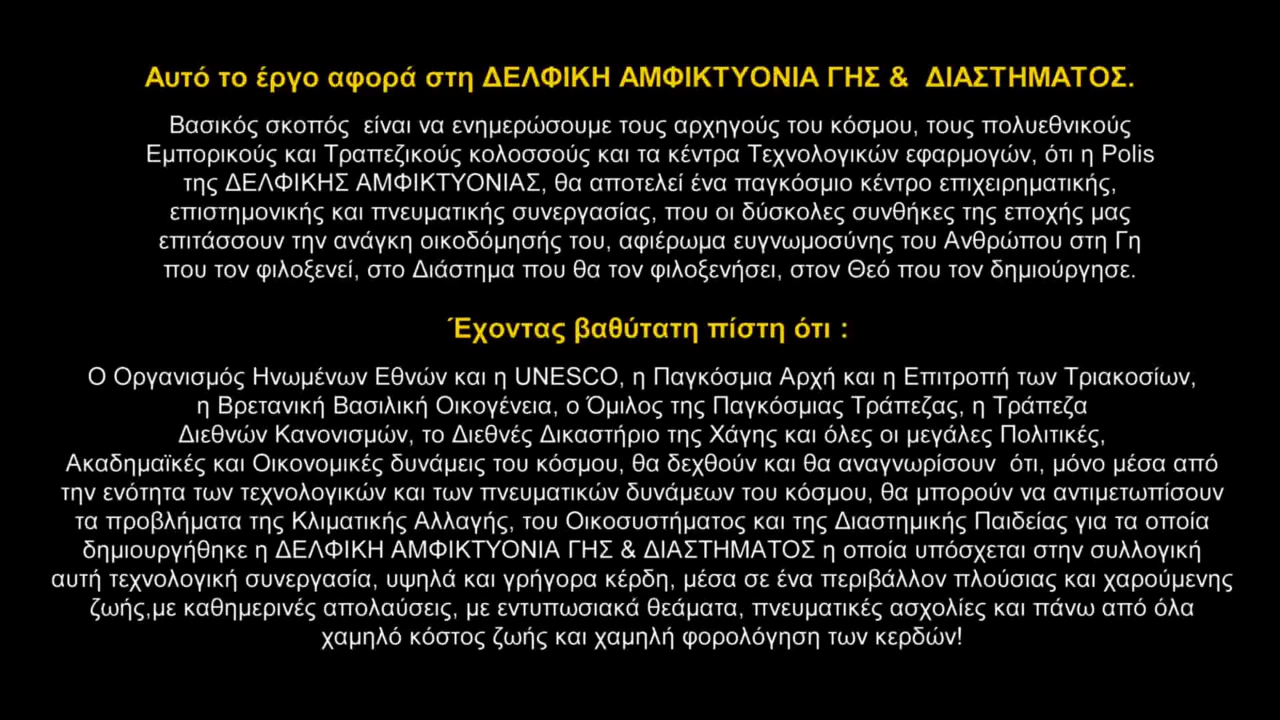 Αυτό το έργο αφορά στη ΔΕΛΦΙΚΗ ΑΜΦΙΚΤΥΟΝΙΑ ΓΗΣ & ΔΙΑΣΤΗΜΑΤΟΣ.
Βασικός σκοπός είναι να ενημερώσουμε τους αρχηγούς του κόσμου, τους πολυεθνικούς
Εμπορικούς και Τραπεζικούς κολοσσούς και τα κέντρα Τεχνολογικών εφαρμογών, ότι η Polis
της ΔΕΛΦΙΚΗΣ ΑΜΦΙΚΤΥΟΝΙΑΣ, θα αποτελεί ένα παγκόσμιο κέντρο επιχειρηματικής,
επιστημονικής και πνευματικής συνεργασίας, που οι δύσκολες συνθήκες της εποχής μας
επιτάσσουν την ανάγκη οικοδόμησής του, αφιέρωμα ευγνωμοσύνης του Ανθρώπου στη Γη
που τον φιλοξενεί, στο Διάστημα που θα τον φιλοξενήσει, στον Θεό που τον δημιούργησε.
Έχοντας βαθύτατη πίστη ότι :
Ο Οργανισμός Ηνωμένων Εθνών και η UNESCO, η Παγκόσμια Αρχή και η Επιτροπή των Τριακοσίων,
η Βρετανική Βασιλική Οικογένεια, ο Όμιλος της Παγκόσμιας Τράπεζας, η Τράπεζα
Διεθνών Κανονισμών, το Διεθνές Δικαστήριο της Χάγης και όλες οι μεγάλες Πολιτικές,
Ακαδημαϊκές και Οικονομικές δυνάμεις του κόσμου, θα δεχθούν και θα αναγνωρίσουν ότι, μόνο μέσα από
την ενότητα των τεχνολογικών και των πνευματικών δυνάμεων του κόσμου, θα μπορούν να αντιμετωπίσουν
τα προβλήματα της Κλιματικής Αλλαγής, του Οικοσυστήματος και της Διαστημικής Παιδείας για τα οποία
δημιουργήθηκε η ΔΕΛΦΙΚΗ ΑΜΦΙΚΤΥΟΝΙΑ ΓΗΣ & ΔΙΑΣΤΗΜΑΤΟΣ η οποία υπόσχεται στην συλλογική
αυτή τεχνολογική συνεργασία, υψηλά και γρήγορα κέρδη, μέσα σε ένα περιβάλλον πλούσιας και χαρούμενης
ζωής,με καθημερινές απολαύσεις, με εντυπωσιακά θεάματα, πνευματικές ασχολίες και πάνω από όλα
χαμηλό κόστος ζωής και χαμηλή φορολόγηση των κερδών!